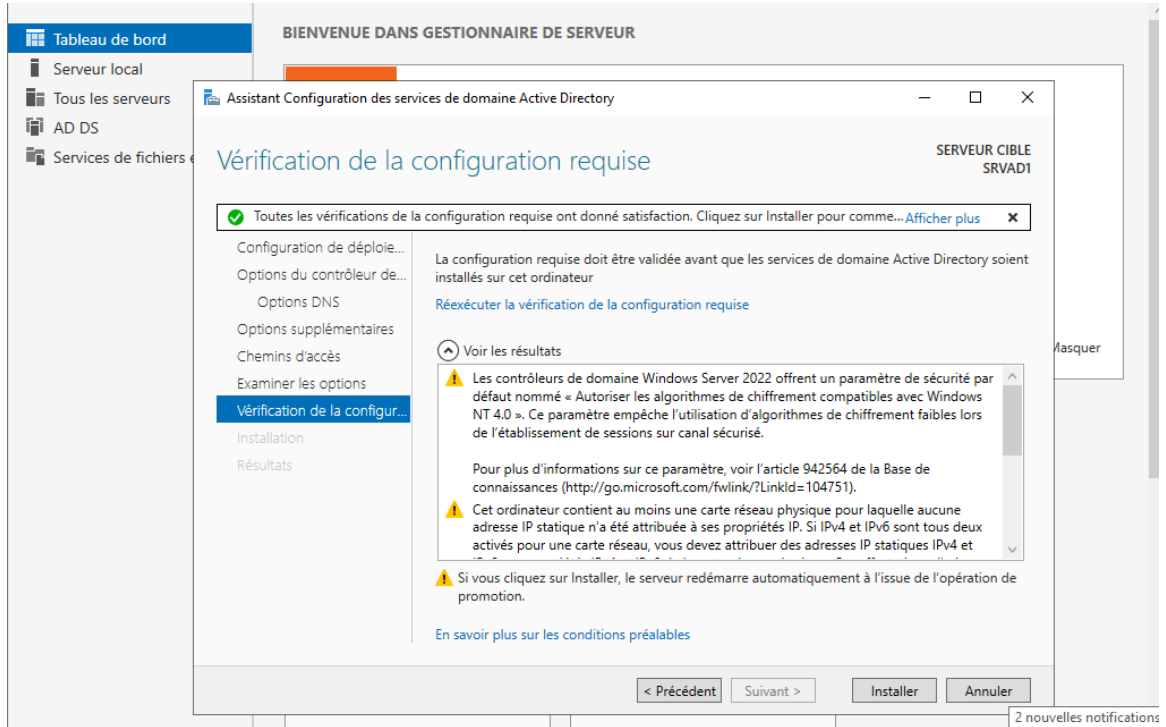 BIENVENUE DANS GESTIONNAIRE DE SERVEUR
Tableau de bord
Serveur local
Tous les serveurs
AD DS
Services de fichiers
Masquer
Assistant Configuration des services de domaine Active Directory
Vérification de la configuration requise
SERVEUR CIBLE
SRVAD1
Toutes les vérifications de la configuration requise ont donné satisfaction. Cliquez sur Installer pour comme... Afficher plus
Configuration de déploie...
Options du contrôleur de...
Options DNS
Options supplémentaires
Chemins d'accès
Examiner les options
Vérification de la configur...
Installation
Résultats
La configuration requise doit être validée avant que les services de domaine Active Directory soient
installés sur cet ordinateur
Réexécuter la vérification de la configuration requise
Voir les résultats
Les contrôleurs de domaine Windows Server 2022 offrent un paramètre de sécurité par
défaut nommé « Autoriser les algorithmes de chiffrement compatibles avec Windows
NT 4.0 ». Ce paramètre empêche l'utilisation d'algorithmes de chiffrement faibles lors
de l'établissement de sessions sur canal sécurisé.
Pour plus d'informations sur ce paramètre, voir l'article 942564 de la Base de
connaissances (http://go.microsoft.com/fwlink/?LinkId=104751).
Cet ordinateur contient au moins une carte réseau physique pour laquelle aucune
adresse IP statique n'a été attribuée à ses propriétés IP. Si IPv4 et IPv6 sont tous deux
activés pour une carte réseau, vous devez attribuer des adresses IP statiques IPv4 et
Si vous cliquez sur Installer, le serveur redémarre automatiquement à l'issue de l'opération de
promotion.
En savoir plus sur les conditions préalables
< Précédent
Suivant >
Installer
Annuler
2 nouvelles notifications